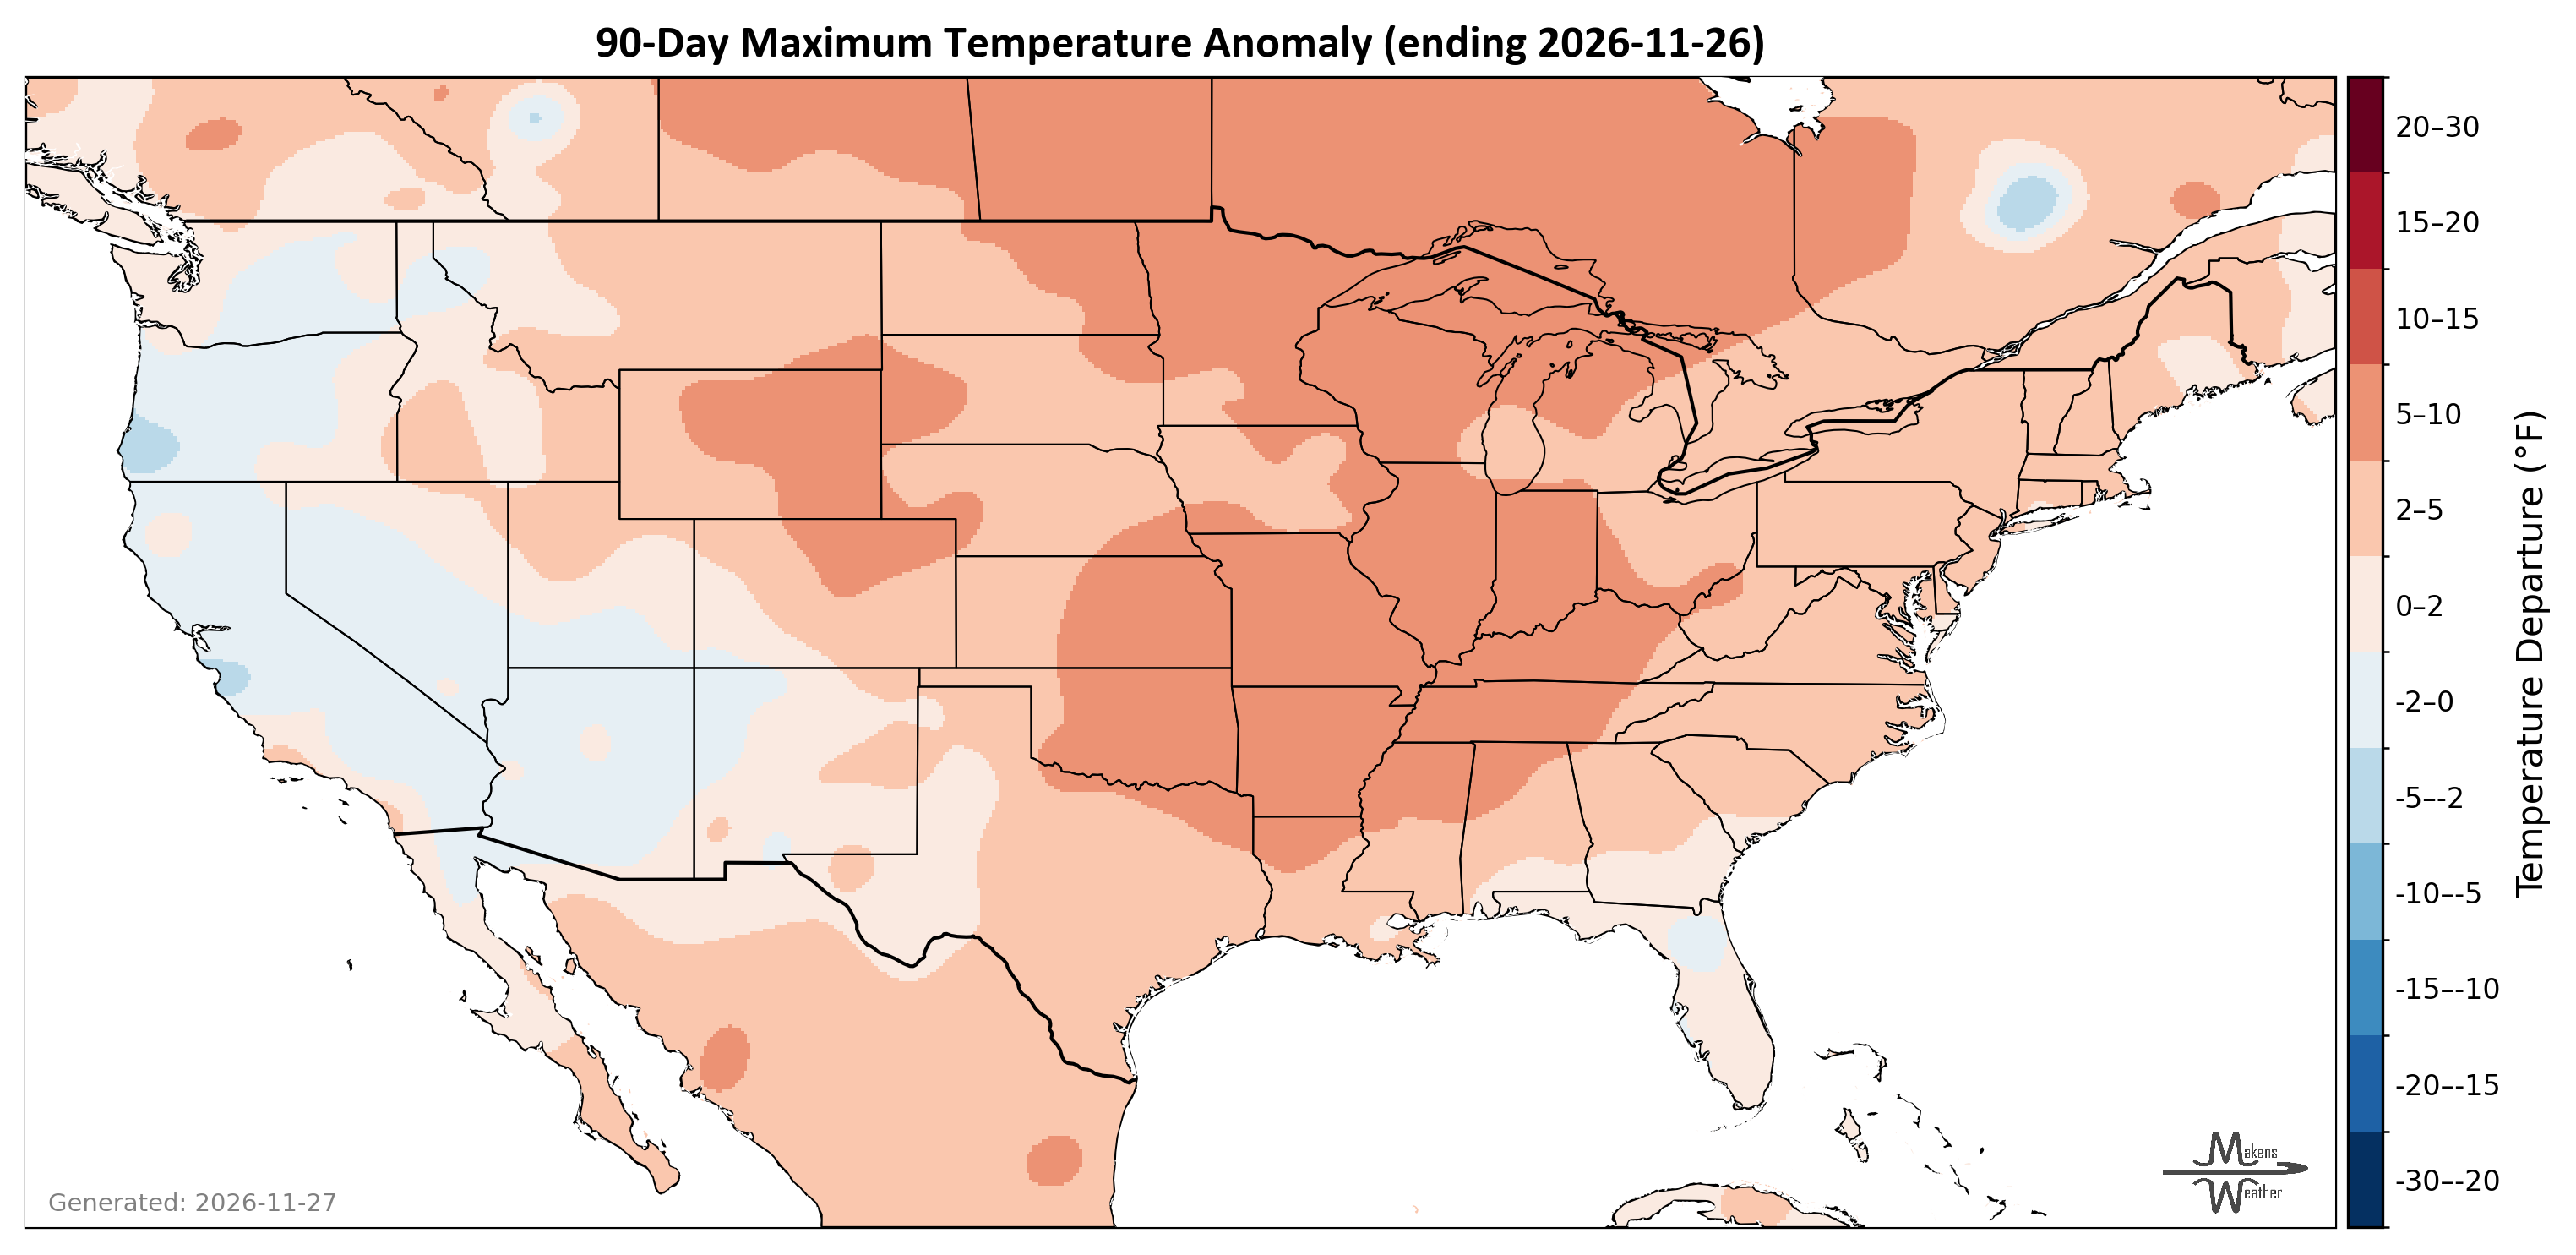 90-Day Maximum Temperature Anomaly (ending 2026-11-26)
20–30
15–20
10–15
5–10
2–5
0–2
-2–0
-5–-2
-10–-5
-15–-10
-20–-15
-30–-20
Temperature Departure (°F)
Makens
Weather
Generated: 2026-11-27